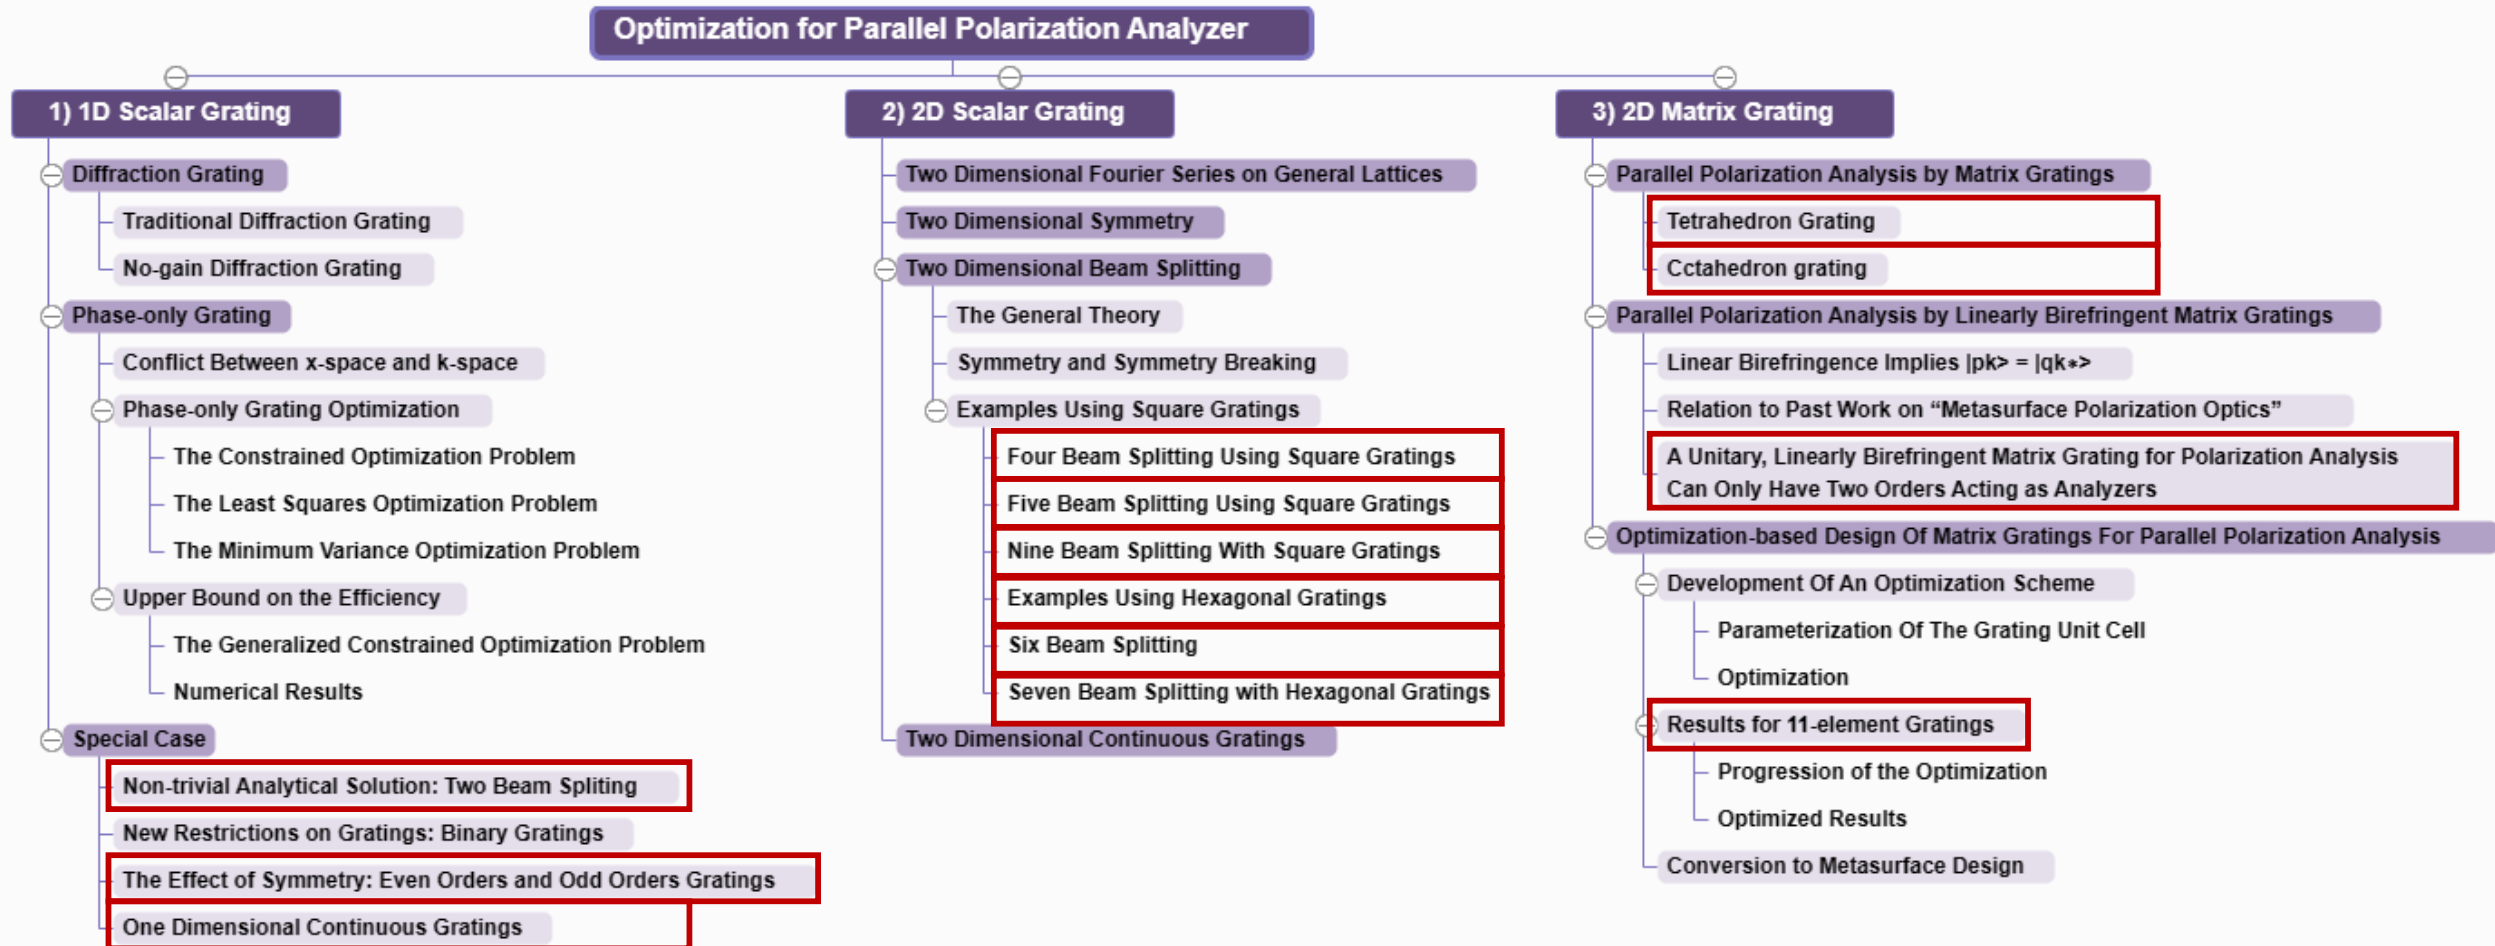 Optimization for Parallel Polarization Analyzer
1) 1D Scalar Grating
Diffraction Grating
Traditional Diffraction Grating
No-gain Diffraction Grating
Phase-only Grating
Conflict Between x-space and k-space
Phase-only Grating Optimization
The Constrained Optimization Problem
The Least Squares Optimization Problem
The Minimum Variance Optimization Problem
Upper Bound on the Efficiency
The Generalized Constrained Optimization Problem
Numerical Results
Special Case
Non-trivial Analytical Solution: Two Beam Spliting
New Restrictions on Gratings: Binary Gratings
The Effect of Symmetry: Even Orders and Odd Orders Gratings
One Dimensional Continuous Gratings
2) 2D Scalar Grating
Two Dimensional Fourier Series on General Lattices
Two Dimensional Symmetry
Two Dimensional Beam Splitting
The General Theory
Symmetry and Symmetry Breaking
Examples Using Square Gratings
Four Beam Splitting Using Square Gratings
Five Beam Splitting Using Square Gratings
Nine Beam Splitting With Square Gratings
Examples Using Hexagonal Gratings
Six Beam Splitting
Seven Beam Splitting with Hexagonal Gratings
Two Dimensional Continuous Gratings
3) 2D Matrix Grating
Parallel Polarization Analysis by Matrix Gratings
Tetrahedron Grating
Cctahedron grating
Parallel Polarization Analysis by Linearly Birefringent Matrix Gratings
Linear Birefringence Implies |pk> = |qk∗>
Relation to Past Work on “Metasurface Polarization Optics”
A Unitary, Linearly Birefringent Matrix Grating for Polarization Analysis
Can Only Have Two Orders Acting as Analyzers
Optimization-based Design Of Matrix Gratings For Parallel Polarization Analysis
Development Of An Optimization Scheme
Parameterization Of The Grating Unit Cell
Optimization
Results for 11-element Gratings
Progression of the Optimization
Optimized Results
Conversion to Metasurface Design